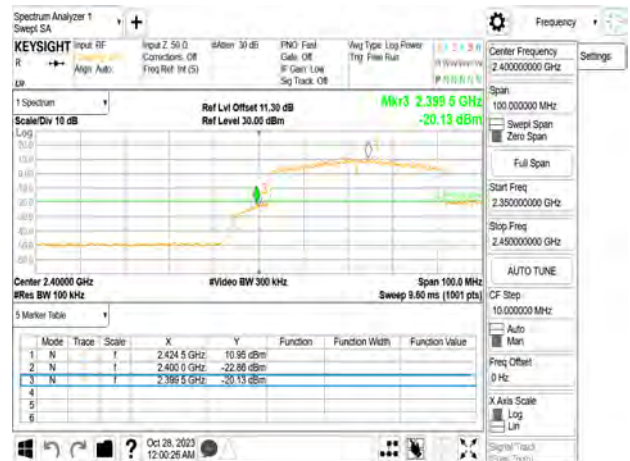 Spectrum Analyzer 1
Swept SA
Frequency
KEYSIGHT
Input: RF
Input Z: 50 Ω
#Atten: 30 dB
PNO: Fast
Avg Type: Log-Power
1 2 3
R
Corrections: Off
Gate: Off
Trig: Free Run
Align: Auto
Freq Ref: Int (S)
IF Gain: Low
Sig Track: Off
P N N N N N
Center Frequency
2.400000000 GHz
Settings
Span
100.000000 MHz
Swept Span
Zero Span
Full Span
Start Freq
2.350000000 GHz
Stop Freq
2.450000000 GHz
AUTO TUNE
CF Step
10.000000 MHz
Auto
Man
Freq Offset
0 Hz
X Axis Scale
Log
Lin
Signal Track
1 Spectrum
Ref Lvl Offset 11.30 dB
Mkr3 2.399 5 GHz
Scale/Div 10 dB
Ref Level 30.00 dBm
-20.13 dBm
Log
Center 2.40000 GHz
#Video BW 300 kHz
Span 100.0 MHz
#Res BW 100 kHz
Sweep 9.60 ms (1001 pts)
5 Marker Table
Mode Trace Scale X Y Function Function Width Function Value
1 N f 2.424 5 GHz 10.95 dBm
2 N f 2.400 0 GHz -22.86 dBm
3 N f 2.399 5 GHz -20.13 dBm
4
5
6
?
Oct 28, 2023
12:00:26 AM